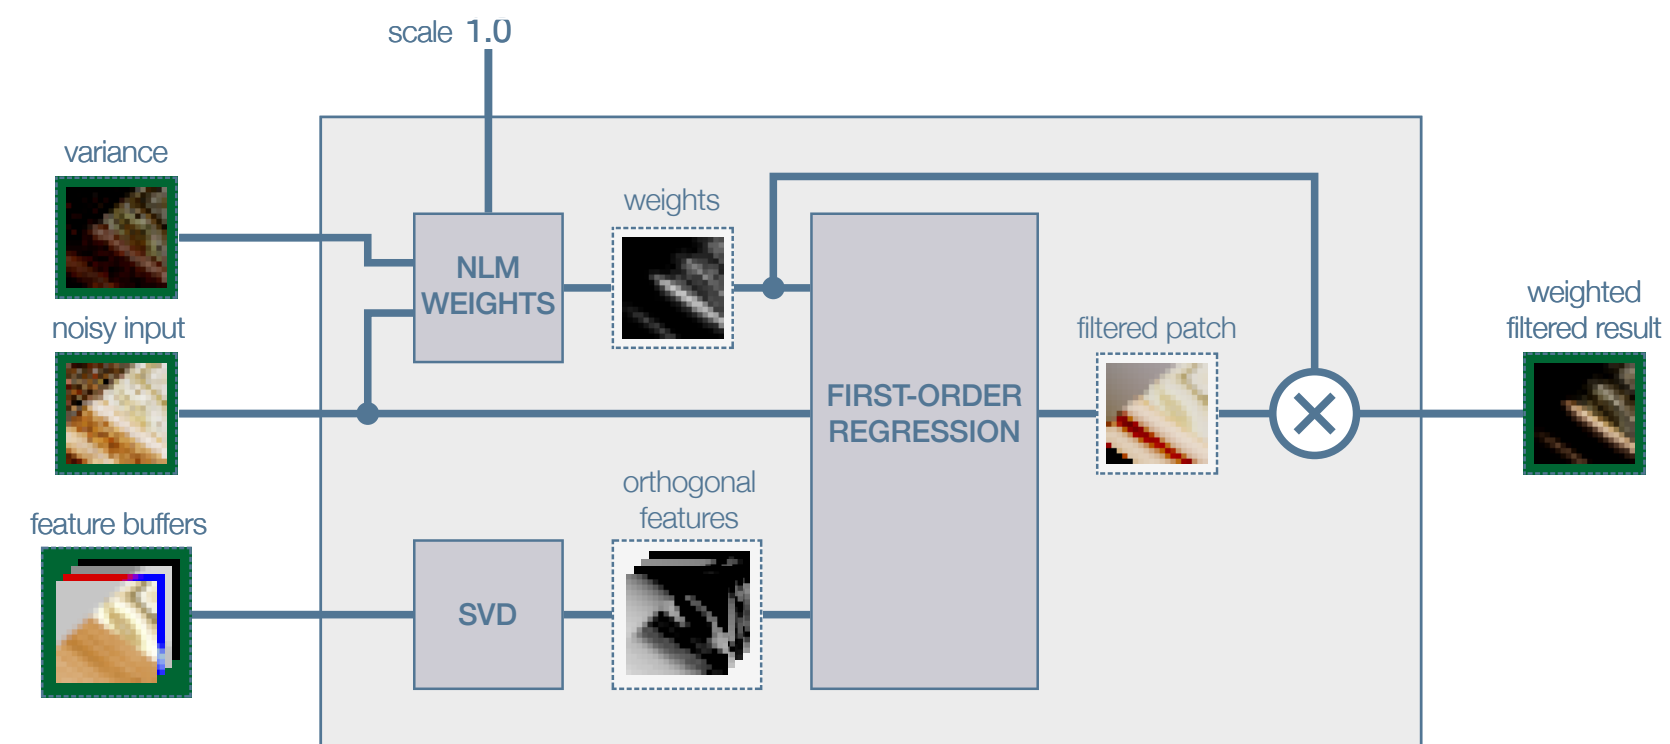 scale 1.0
variance
weights
NLM
WEIGHTS
noisy input
weighted
filtered result
filtered patch
FIRST-ORDER
REGRESSION
orthogonal
features
feature buffers
SVD